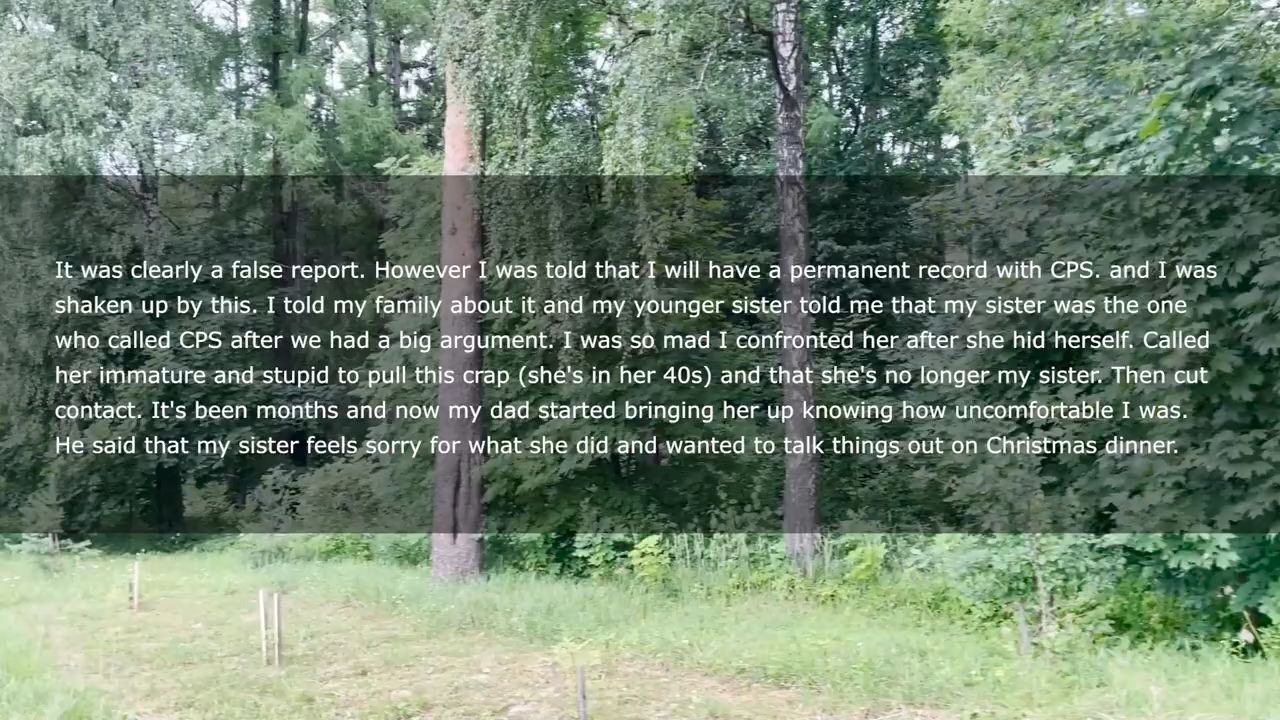 It was clearly a false report. However I was told that I will have a permanent record with CPS. and I was
shaken up by this. I told my family about it and my younger sister told me that my sister was the one
who called CPS after we had a big argument. I was so mad I confronted her after she hid herself. Called
her immature and stupid to pull this crap (she's in her 40s) and that she's no longer my sister. Then cut
contact. It's been months and now my dad started bringing her up knowing how uncomfortable I was.
He said that my sister feels sorry for what she did and wanted to talk things out on Christmas dinner.